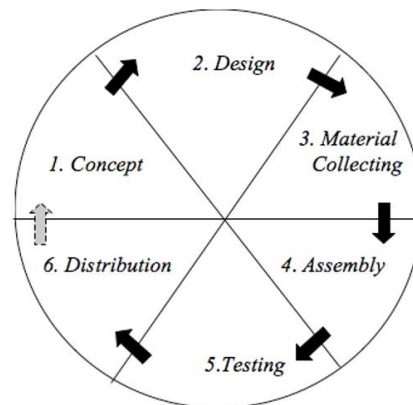 1. Concept
2. Design
3. Material
Collecting
4. Assembly
5.Testing
6. Distribution